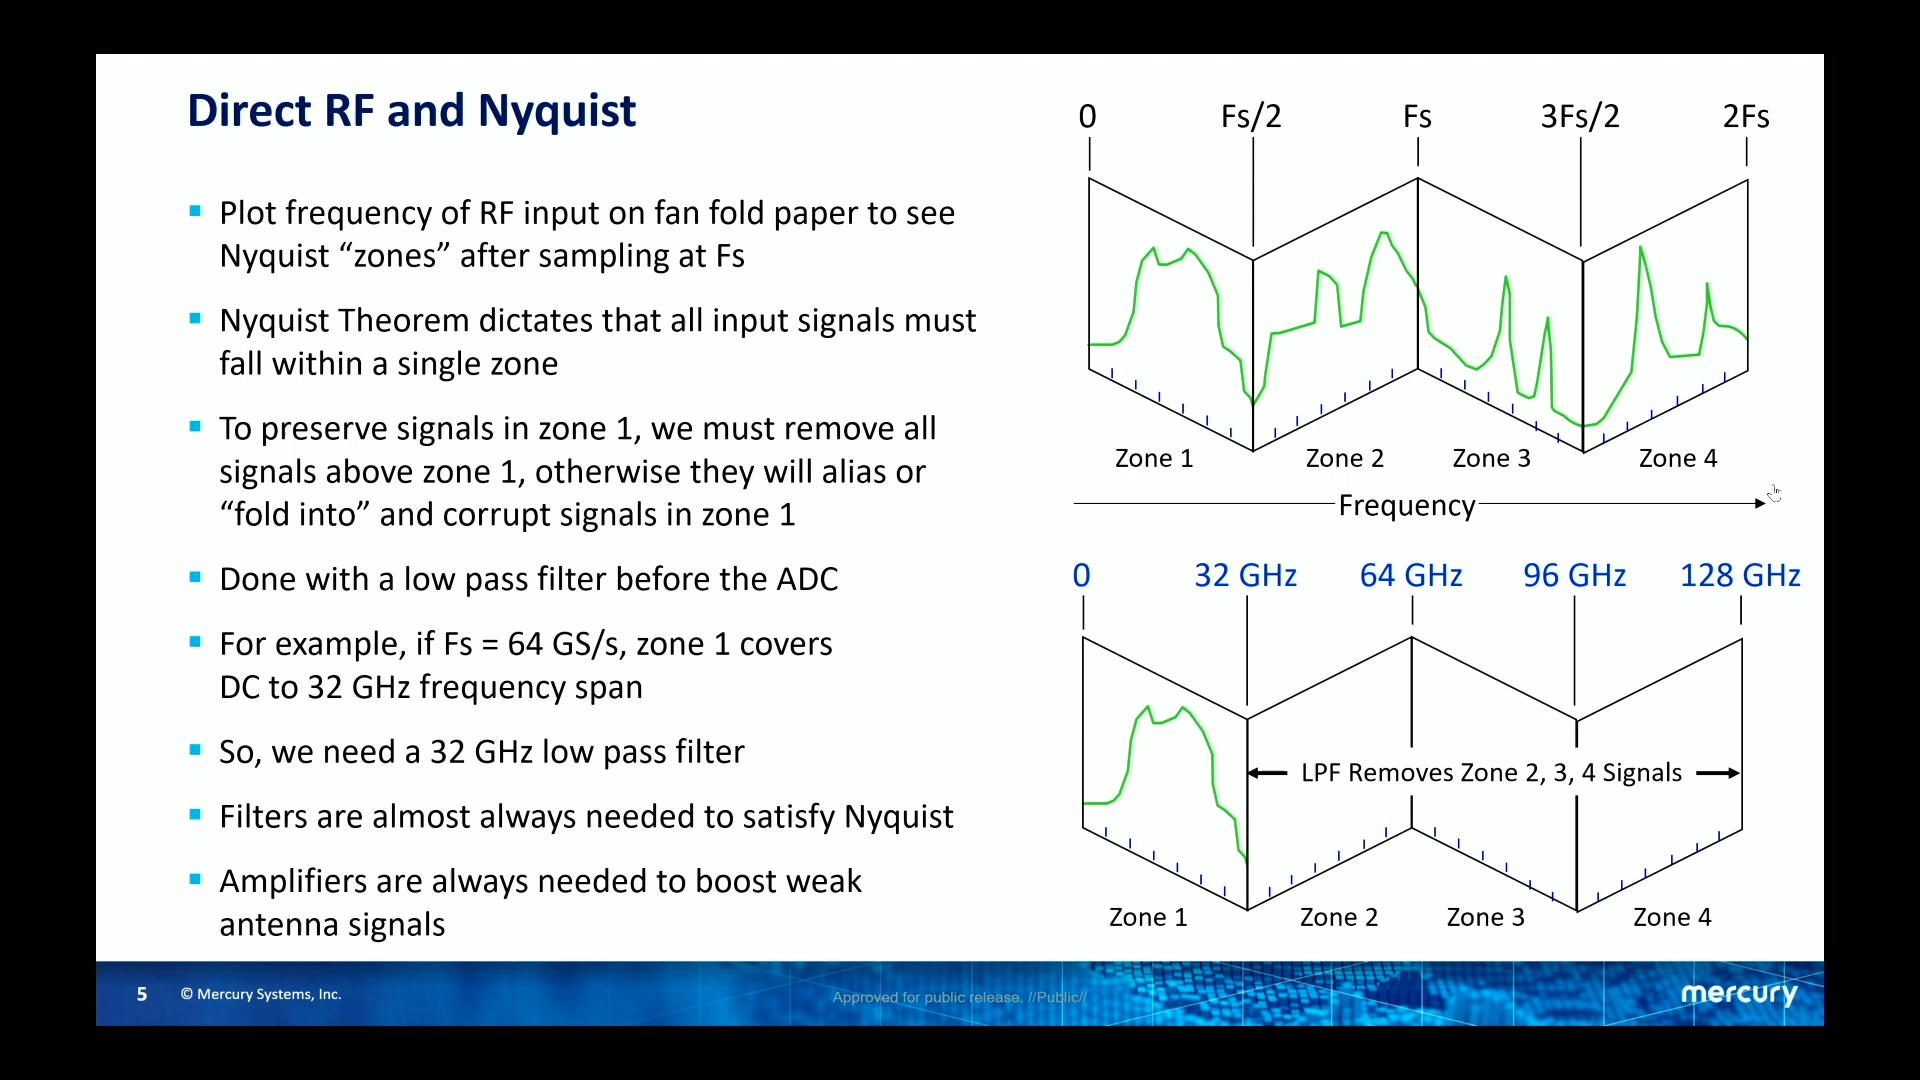 Direct RF and Nyquist
▪ Plot frequency of RF input on fan fold paper to see
Nyquist “zones” after sampling at Fs
▪ Nyquist Theorem dictates that all input signals must
fall within a single zone
▪ To preserve signals in zone 1, we must remove all
signals above zone 1, otherwise they will alias or
“fold into” and corrupt signals in zone 1
▪ Done with a low pass filter before the ADC
▪ For example, if Fs = 64 GS/s, zone 1 covers
DC to 32 GHz frequency span
▪ So, we need a 32 GHz low pass filter
▪ Filters are almost always needed to satisfy Nyquist
▪ Amplifiers are always needed to boost weak
antenna signals
0 Fs/2 Fs 3Fs/2 2Fs
Zone 1 Zone 2 Zone 3 Zone 4
Frequency
0 32 GHz 64 GHz 96 GHz 128 GHz
LPF Removes Zone 2, 3, 4 Signals
Zone 1 Zone 2 Zone 3 Zone 4
5 © Mercury Systems, Inc.
Approved for public release. //Public//
mercury